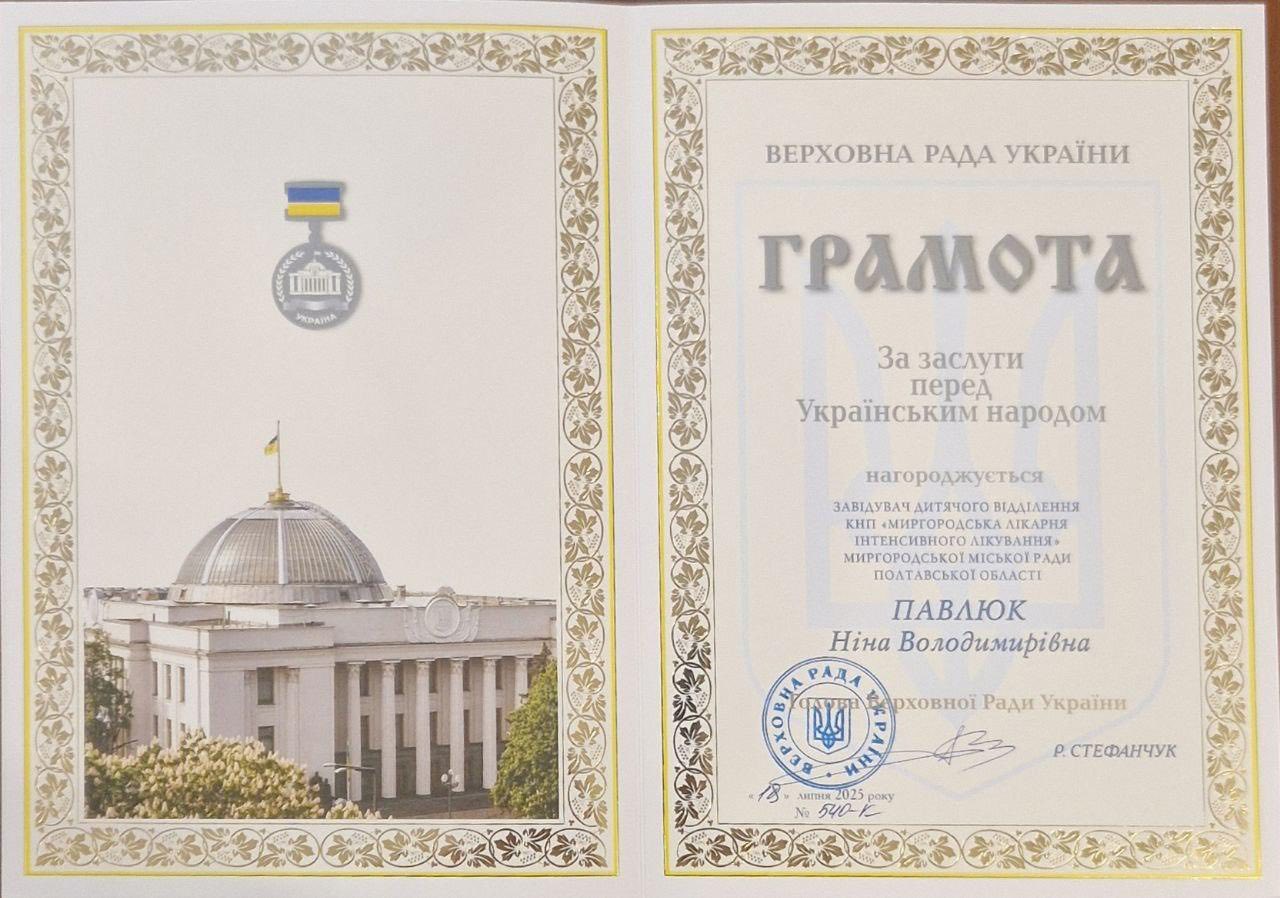 УКРАЇНА
ВЕРХОВНА РАДА УКРАЇНИ
ГРАМОТА
За заслуги
перед
Українським народом
нагороджується
ЗАВІДУВАЧ ДИТЯЧОГО ВІДДІЛЕННЯ
КНП «МИРГОРОДСЬКА ЛІКАРНЯ
ІНТЕНСИВНОГО ЛІКУВАННЯ»
МИРГОРОДСЬКОЇ МІСЬКОЇ РАДИ
ПОЛТАВСЬКОЇ ОБЛАСТІ
ПАВЛЮК
Ніна Володимирівна
Голова Верховної Ради України
ВЕРХОВНА РАДА УКРАЇНИ
Р. СТЕФАНЧУК
«18» липня 2025 року
№ 540-к